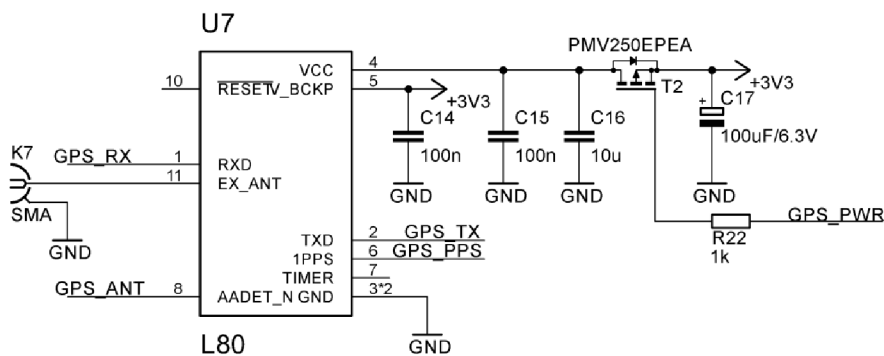 U7
PMV250EPEA
VCC 4
10 RESET V_BCKP 5
+3V3
+3V3
T2
C14
C15
C16
C17
100n
100n
10u
100uF/6.3V
K7
GPS_RX 1 RXD
11 EX_ANT
SMA
GND
GND
GND
GND
GND
TXD 2 GPS_TX
1PPS 6 GPS_PPS
TIMER 7
GPS_ANT 8 AADET_N GND 3*2
GPS_PWR
R22
1k
L80
GND